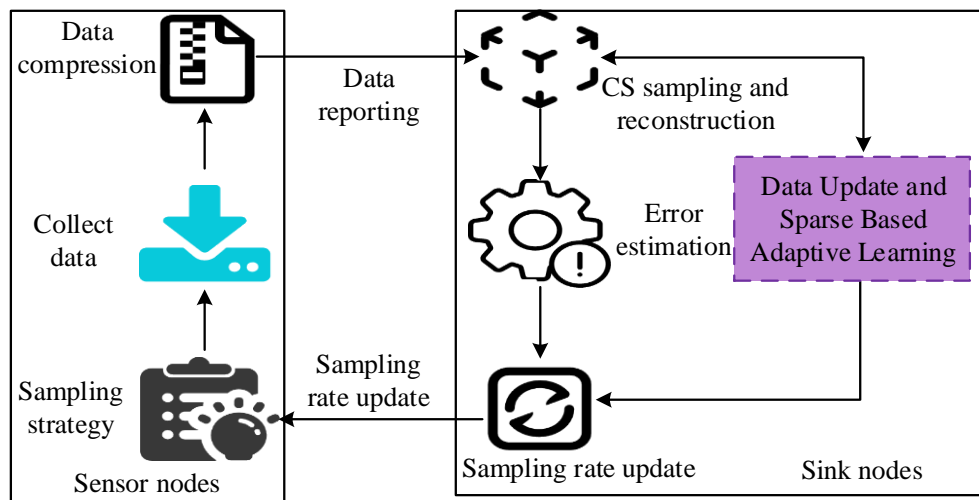 Data
compression
Data
reporting
CS sampling and
reconstruction
Collect
data
Error
estimation
Data Update and
Sparse Based
Adaptive Learning
Sampling
strategy
Sampling
rate update
Sampling rate update
Sensor nodes
Sink nodes